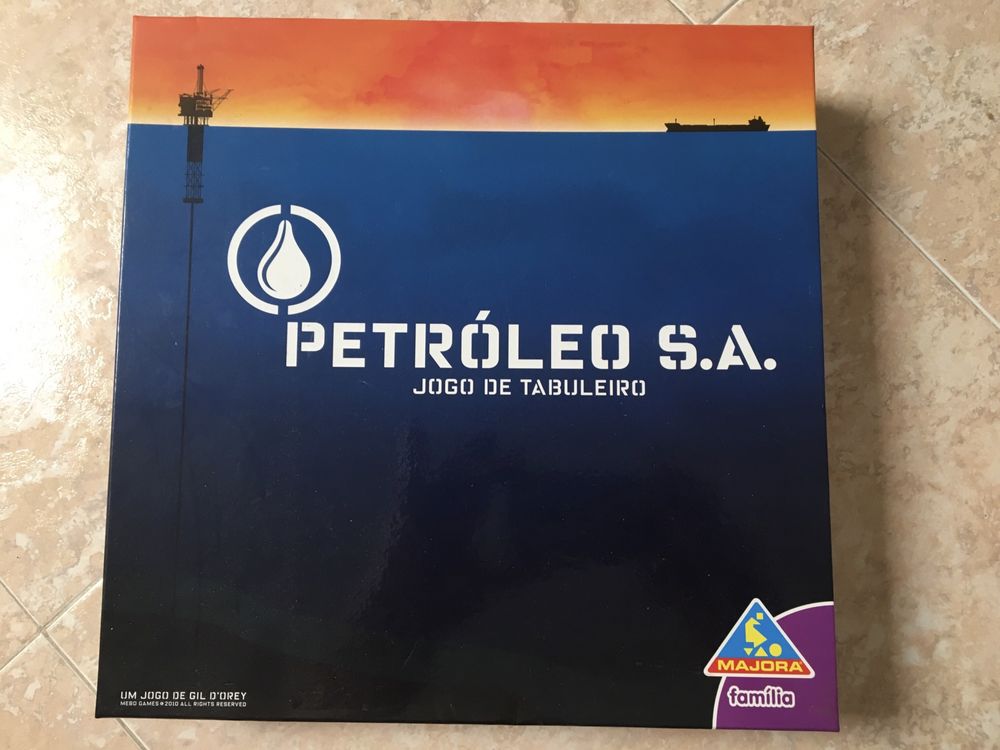 PETRÓLEO S.A.
JOGO DE TABULEIRO
UM JOGO DE GIL D'OREY
MEBO GAMES ©2010 ALL RIGHTS RESERVED
MAJORA
família